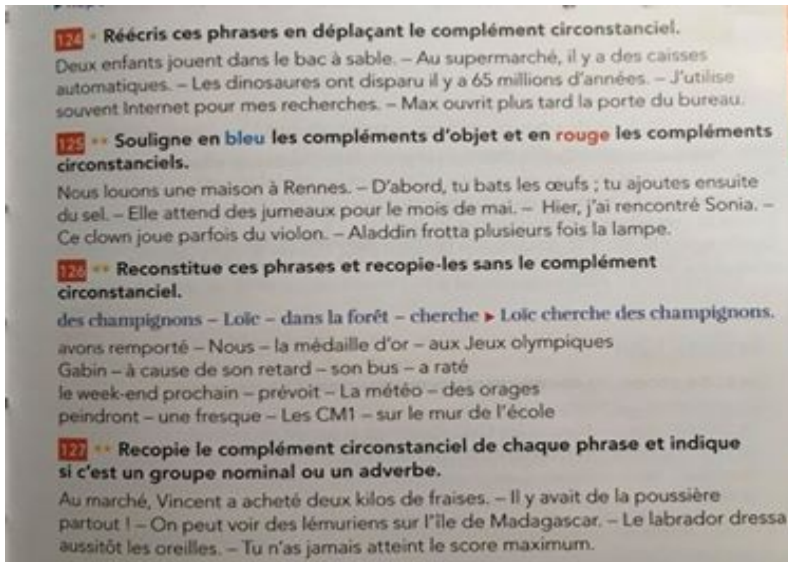 124 * Réécris ces phrases en déplaçant le complément circonstanciel.
Deux enfants jouent dans le bac à sable. – Au supermarché, il y a des caisses
automatiques. – Les dinosaures ont disparu il y a 65 millions d'années. – J'utilise
souvent Internet pour mes recherches. – Max ouvrit plus tard la porte du bureau.
125 ** Souligne en bleu les compléments d'objet et en rouge les compléments
circonstanciels.
Nous louons une maison à Rennes. – D'abord, tu bats les œufs ; tu ajoutes ensuite
du sel. – Elle attend des jumeaux pour le mois de mai. – Hier, j'ai rencontré Sonia. –
Ce clown joue parfois du violon. – Aladdin frotta plusieurs fois la lampe.
126 ** Reconstitue ces phrases et recopie-les sans le complément
circonstanciel.
des champignons – Loïc – dans la forêt – cherche ▶ Loïc cherche des champignons.
avons remporté – Nous – la médaille d'or – aux Jeux olympiques
Gabin – à cause de son retard – son bus – a raté
le week-end prochain – prévoit – La météo – des orages
peindront – une fresque – Les CM1 – sur le mur de l'école
127 ** Recopie le complément circonstanciel de chaque phrase et indique
si c'est un groupe nominal ou un adverbe.
Au marché, Vincent a acheté deux kilos de fraises. – Il y avait de la poussière
partout ! – On peut voir des lémuriens sur l'île de Madagascar. – Le labrador dressa
aussitôt les oreilles. – Tu n'as jamais atteint le score maximum.